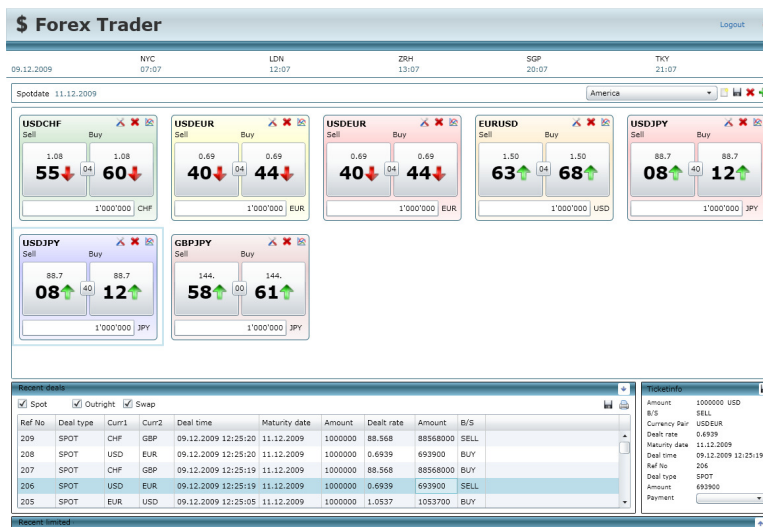 $ Forex Trader
Logout
NYC LDN ZRH SGP TKY
09.12.2009 07:07 12:07 13:07 20:07 21:07
Spotdate 11.12.2009 America
USDCHF USDEUR USDEUR EURUSD USDJPY
Sell Buy Sell Buy Sell Buy Sell Buy Sell Buy
1.08 1.08 0.69 0.69 0.69 0.69 1.50 1.50 88.7 88.7
55 04 60 40 04 44 40 04 44 63 04 68 08 40 12
1'000'000 CHF 1'000'000 EUR 1'000'000 EUR 1'000'000 USD 1'000'000 JPY
USDJPY GBPJPY
Sell Buy Sell Buy
88.7 88.7 144. 144.
08 40 12 58 00 61
1'000'000 JPY 1'000'000 JPY
Recent deals
Spot Outright Swap
Ref No Deal type Curr1 Curr2 Deal time Maturity date Amount Dealt rate Amount B/S
209 SPOT CHF GBP 09.12.2009 12:25:20 11.12.2009 1000000 88.568 88568000 SELL
208 SPOT USD EUR 09.12.2009 12:25:20 11.12.2009 1000000 0.6939 693900 BUY
207 SPOT CHF GBP 09.12.2009 12:25:19 11.12.2009 1000000 88.568 88568000 SELL
206 SPOT USD EUR 09.12.2009 12:25:19 11.12.2009 1000000 0.6939 693900 SELL
205 SPOT EUR USD 09.12.2009 12:25:05 11.12.2009 1000000 1.0537 1053700 BUY
Ticketinfo
Amount 1000000 USD
B/S SELL
Currency Pair USDEUR
Dealt rate 0.6939
Maturity date 11.12.2009
Deal time 09.12.2009 12:25:19
Ref No 206
Deal type SPOT
Amount 693900
Payment
Recent limited